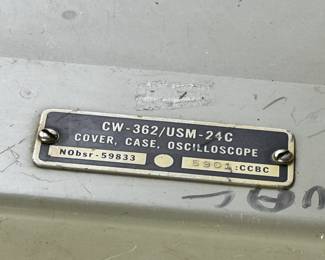 CW-362/USM-24C
COVER, CASE, OSCILLOSCOPE
NObsr-59833 5901:CCBC